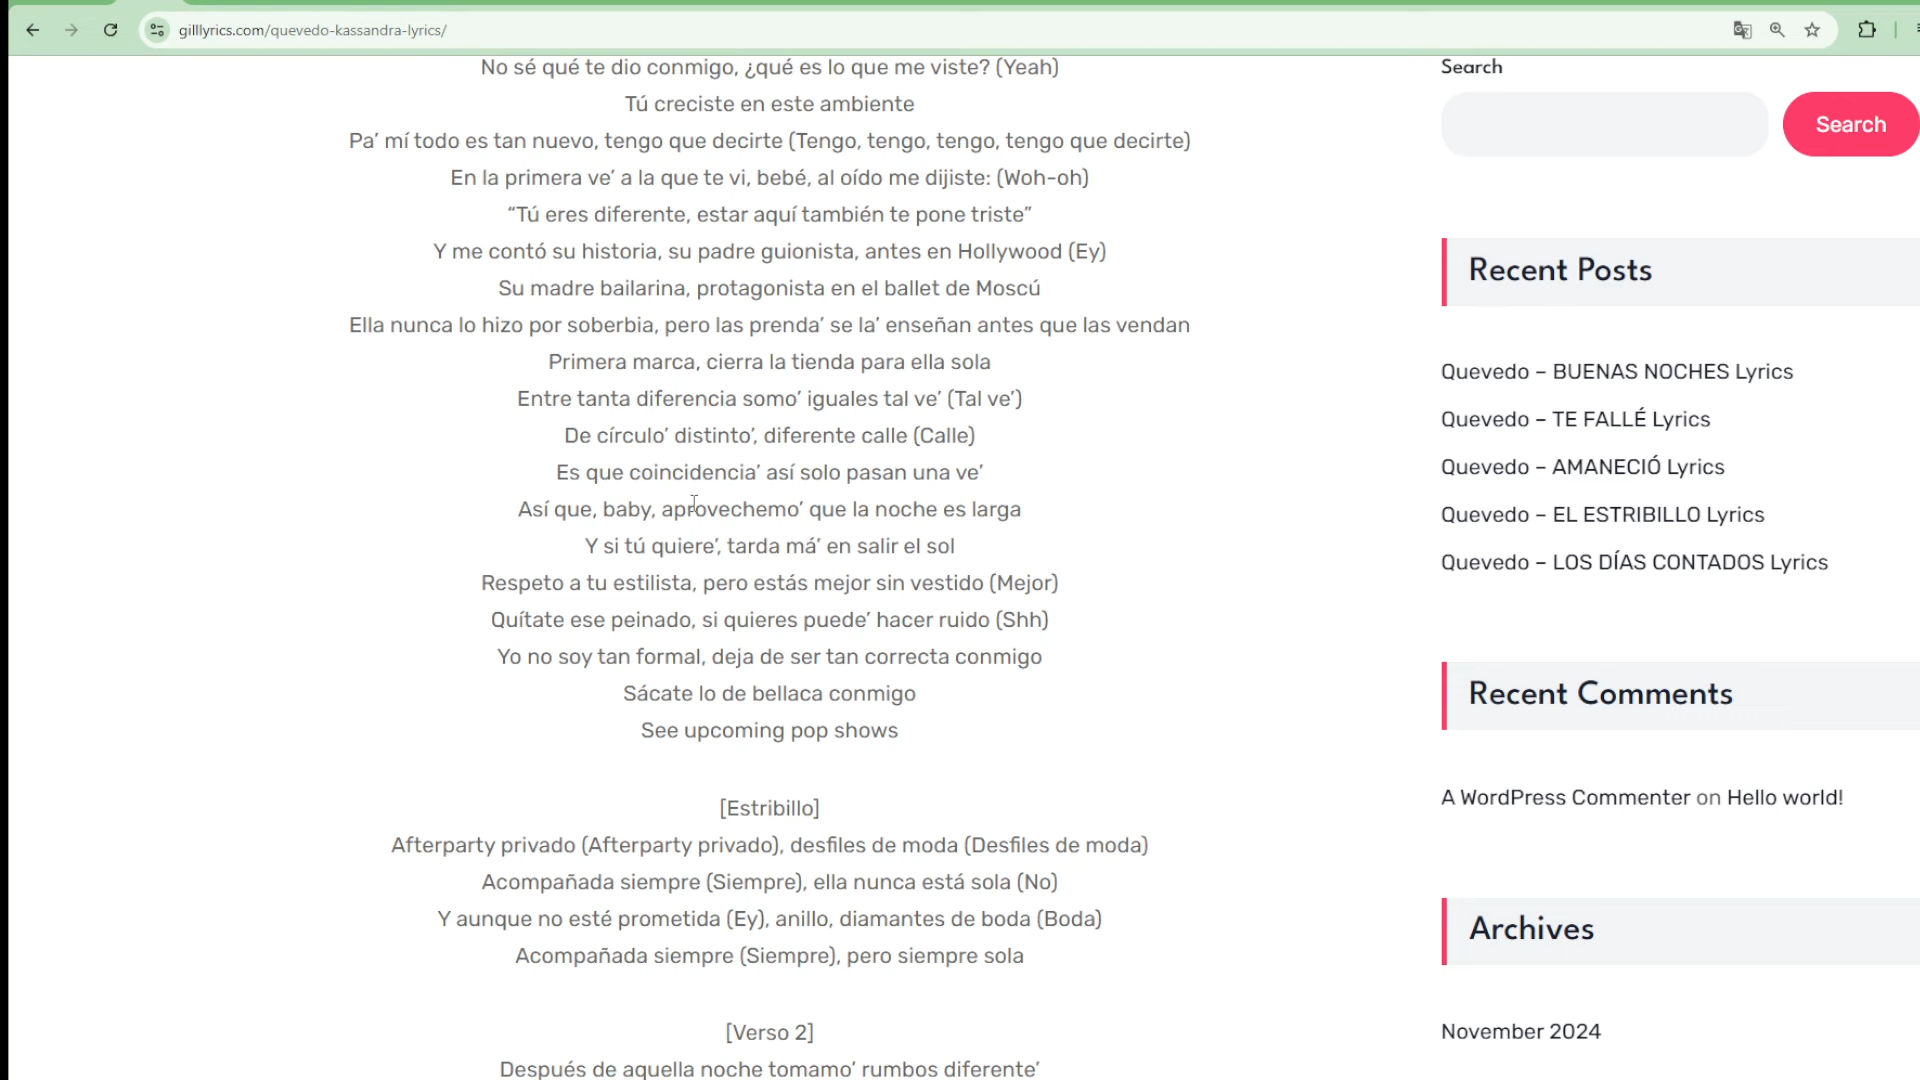 gilllyrics.com/quevedo-kassandra-lyrics/
No sé qué te dio conmigo, ¿qué es lo que me viste? (Yeah)
Tú creciste en este ambiente
Pa’ mí todo es tan nuevo, tengo que decirte (Tengo, tengo, tengo, tengo que decirte)
En la primera ve’ a la que te vi, bebé, al oído me dijiste: (Woh-oh)
“Tú eres diferente, estar aquí también te pone triste”
Y me contó su historia, su padre guionista, antes en Hollywood (Ey)
Su madre bailarina, protagonista en el ballet de Moscú
Ella nunca lo hizo por soberbia, pero las prenda’ se la’ enseñan antes que las vendan
Primera marca, cierra la tienda para ella sola
Entre tanta diferencia somo’ iguales tal ve’ (Tal ve’)
De círculo’ distinto’, diferente calle (Calle)
Es que coincidencia’ así solo pasan una ve’
Así que, baby, aprovechemo’ que la noche es larga
Y si tú quiere’, tarda má’ en salir el sol
Respeto a tu estilista, pero estás mejor sin vestido (Mejor)
Quítate ese peinado, si quieres puede’ hacer ruido (Shh)
Yo no soy tan formal, deja de ser tan correcta conmigo
Sácate lo de bellaca conmigo
See upcoming pop shows
[Estribillo]
Afterparty privado (Afterparty privado), desfiles de moda (Desfiles de moda)
Acompañada siempre (Siempre), ella nunca está sola (No)
Y aunque no esté prometida (Ey), anillo, diamantes de boda (Boda)
Acompañada siempre (Siempre), pero siempre sola
[Verso 2]
Después de aquella noche tomamo’ rumbos diferente’
Search
Search
Recent Posts
Quevedo – BUENAS NOCHES Lyrics
Quevedo – TE FALLÉ Lyrics
Quevedo – AMANECIÓ Lyrics
Quevedo – EL ESTRIBILLO Lyrics
Quevedo – LOS DÍAS CONTADOS Lyrics
Recent Comments
A WordPress Commenter on Hello world!
Archives
November 2024